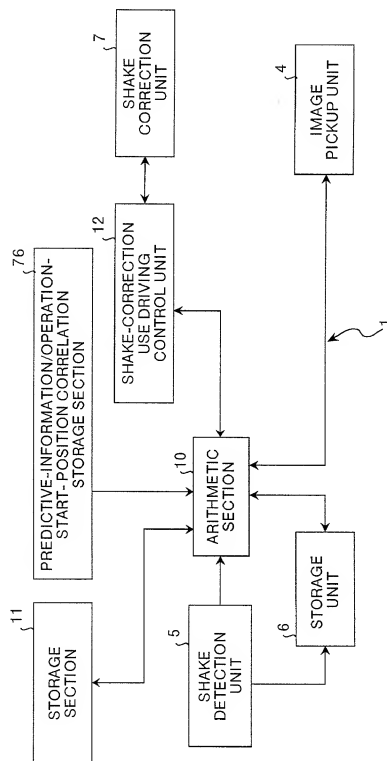 11
STORAGE
SECTION
76
PREDICTIVE-INFORMATION/OPERATION-
START- POSITION CORRELATION
STORAGE SECTION
12
SHAKE-CORRECTION
USE DRIVING
CONTROL UNIT
7
SHAKE
CORRECTION
UNIT
5
SHAKE
DETECTION
UNIT
10
ARITHMETIC
SECTION
6
STORAGE
UNIT
4
IMAGE
PICKUP UNIT
1